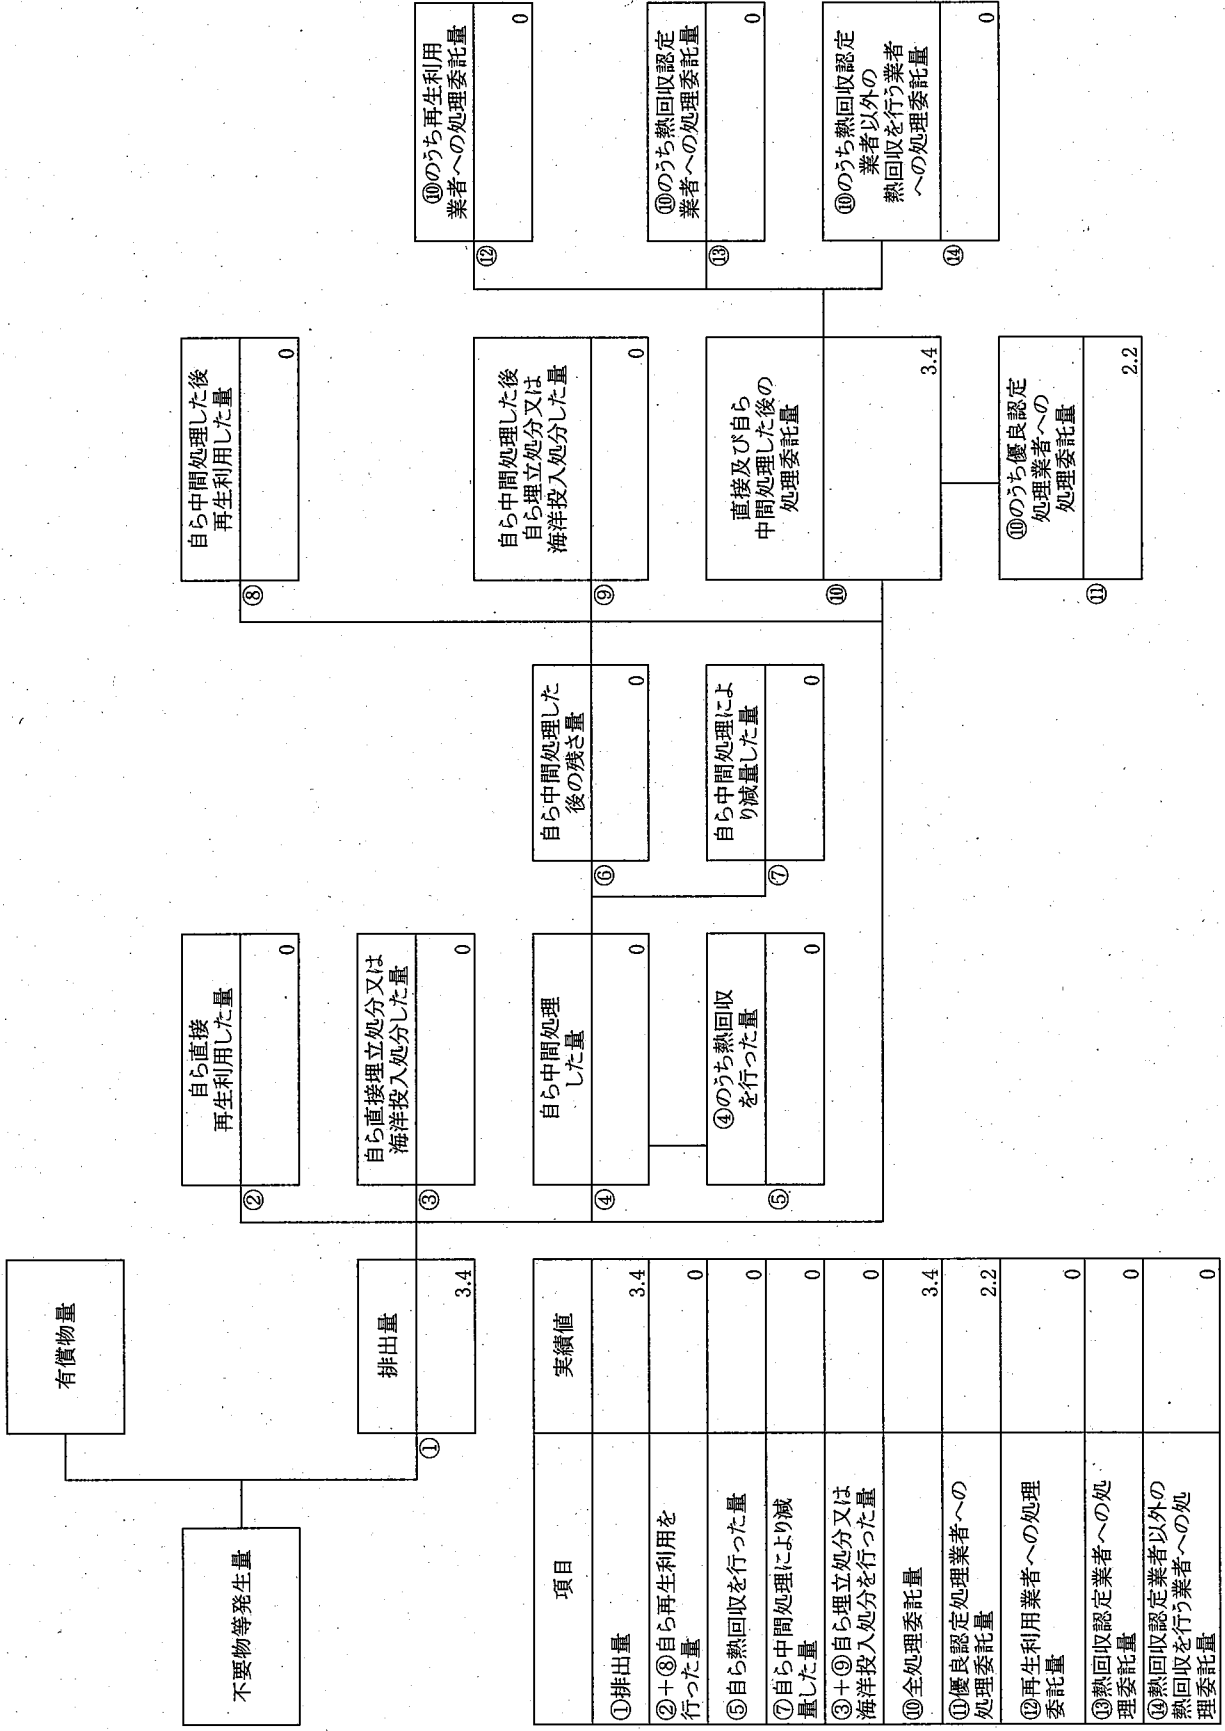 不要物等発生量
有償物量
排出量
①
3.4
②
自ら直接
再生利用した量
0
③
自ら直接埋立処分又は
海洋投入処分した量
0
④
自ら中間処理
した量
0
⑤
④のうち熱回収
を行った量
0
⑥
自ら中間処理した
後の残さ量
0
⑦
自ら中間処理によ
り減量した量
0
⑧
自ら中間処理した後
再生利用した量
0
⑨
自ら中間処理した後
自ら埋立処分又は
海洋投入処分した量
0
⑩
直接及び自ら
中間処理した後の
処理委託量
3.4
⑪
⑩のうち優良認定
処理業者への
処理委託量
2.2
⑫
⑩のうち再生利用
業者への処理委託量
0
⑬
⑩のうち熱回収認定
業者への処理委託量
0
⑭
⑩のうち熱回収認定
業者以外の
熱回収を行う業者
への処理委託量
0
項目 実績値
①排出量 3.4
②+⑧自ら再生利用を
行った量 0
⑤自ら熱回収を行った量 0
⑦自ら中間処理により減
量した量 0
③+⑨自ら埋立処分又は
海洋投入処分を行った量 0
⑩全処理委託量 3.4
⑪優良認定処理業者への
処理委託量 2.2
⑫再生利用業者への処理
委託量 0
⑬熱回収認定業者への処
理委託量 0
⑭熱回収認定業者以外の
熱回収を行う業者への処
理委託量 0